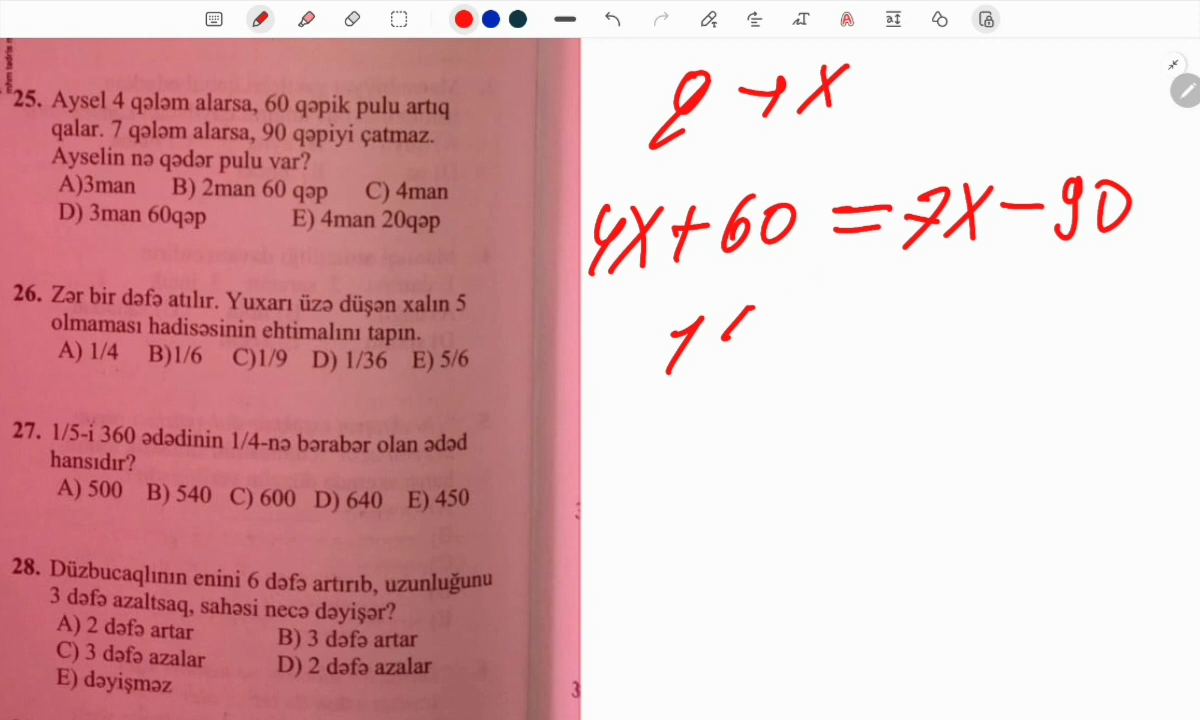 25. Aysel 4 qələm alarsa, 60 qəpik pulu artıq
qalar. 7 qələm alarsa, 90 qəpiyi çatmaz.
Ayselin nə qədər pulu var?
A)3man B) 2man 60 qəp C) 4man
D) 3man 60qəp E) 4man 20qəp
26. Zər bir dəfə atılır. Yuxarı üzə düşən xalın 5
olmaması hadisəsinin ehtimalını tapın.
A) 1/4 B)1/6 C)1/9 D) 1/36 E) 5/6
27. 1/5-i 360 ədədinin 1/4-nə bərabər olan ədəd
hansıdır?
A) 500 B) 540 C) 600 D) 640 E) 450
28. Düzbucaqlının enini 6 dəfə artırıb, uzunluğunu
3 dəfə azaltsaq, sahəsi necə dəyişər?
A) 2 dəfə artar B) 3 dəfə artar
C) 3 dəfə azalar D) 2 dəfə azalar
E) dəyişməz
→ x
4x+60 = 7x-90
1